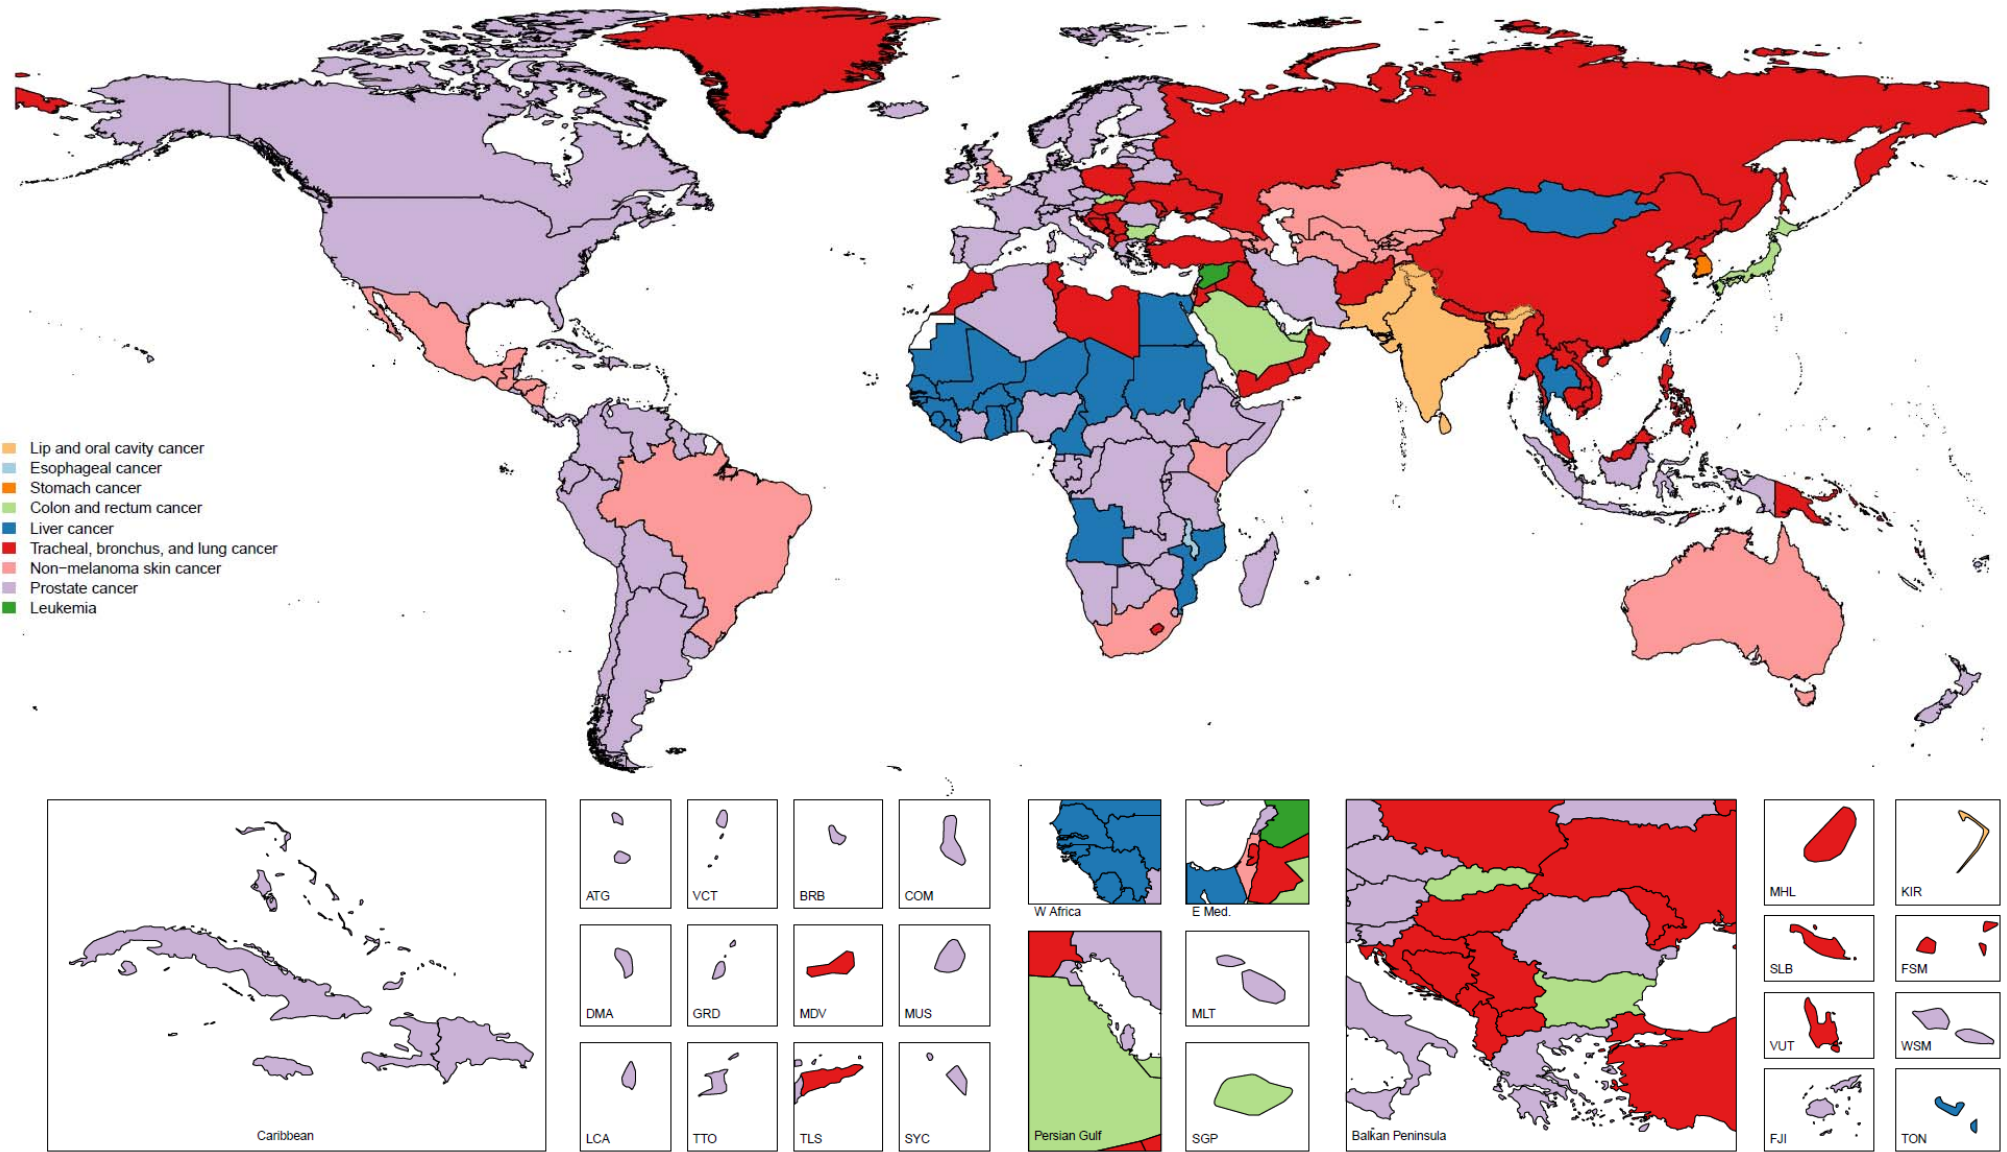 Lip and oral cavity cancer
Esophageal cancer
Stomach cancer
Colon and rectum cancer
Liver cancer
Tracheal, bronchus, and lung cancer
Non−melanoma skin cancer
Prostate cancer
Leukemia
Caribbean
ATG
VCT
BRB
COM
DMA
GRD
MDV
MUS
LCA
TTO
TLS
SYC
W Africa
E Med.
Persian Gulf
MLT
SGP
Balkan Peninsula
MHL
KIR
SLB
FSM
VUT
WSM
FJI
TON